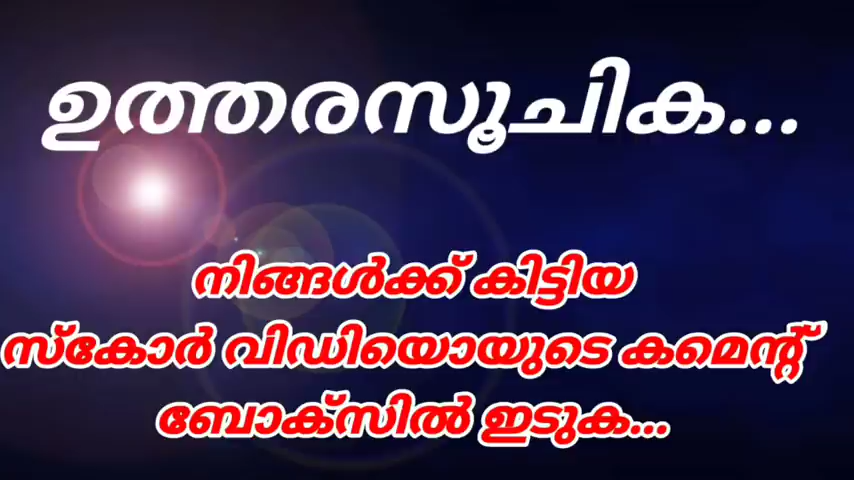 ഉത്തരസൂചിക...
നിങ്ങൾക്ക് കിട്ടിയ
സ്കോർ വിഡിയൊയുടെ കമെന്റ്
ബോക്സിൽ ഇടുക...